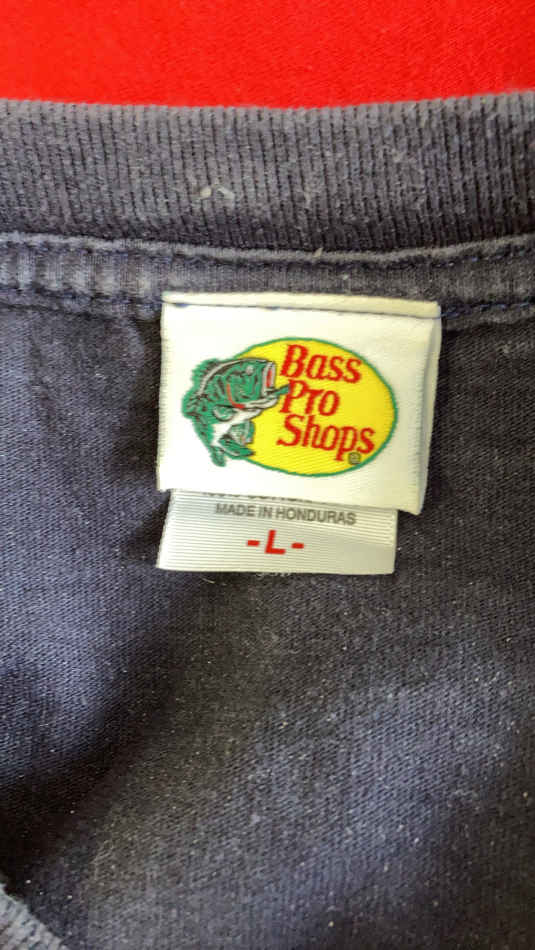 Bass
Pro
Shops
®
MADE IN HONDURAS
-L-